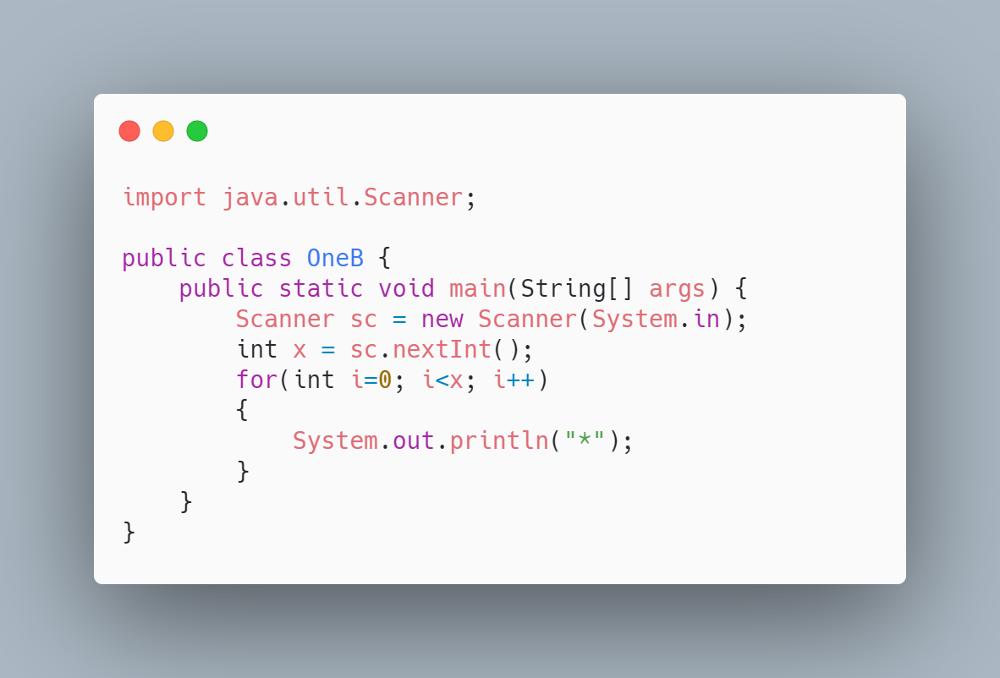 import java.util.Scanner;
public class OneB {
    public static void main(String[] args) {
        Scanner sc = new Scanner(System.in);
        int x = sc.nextInt();
        for(int i=0; i<x; i++)
        {
            System.out.println("*");
        }
    }
}